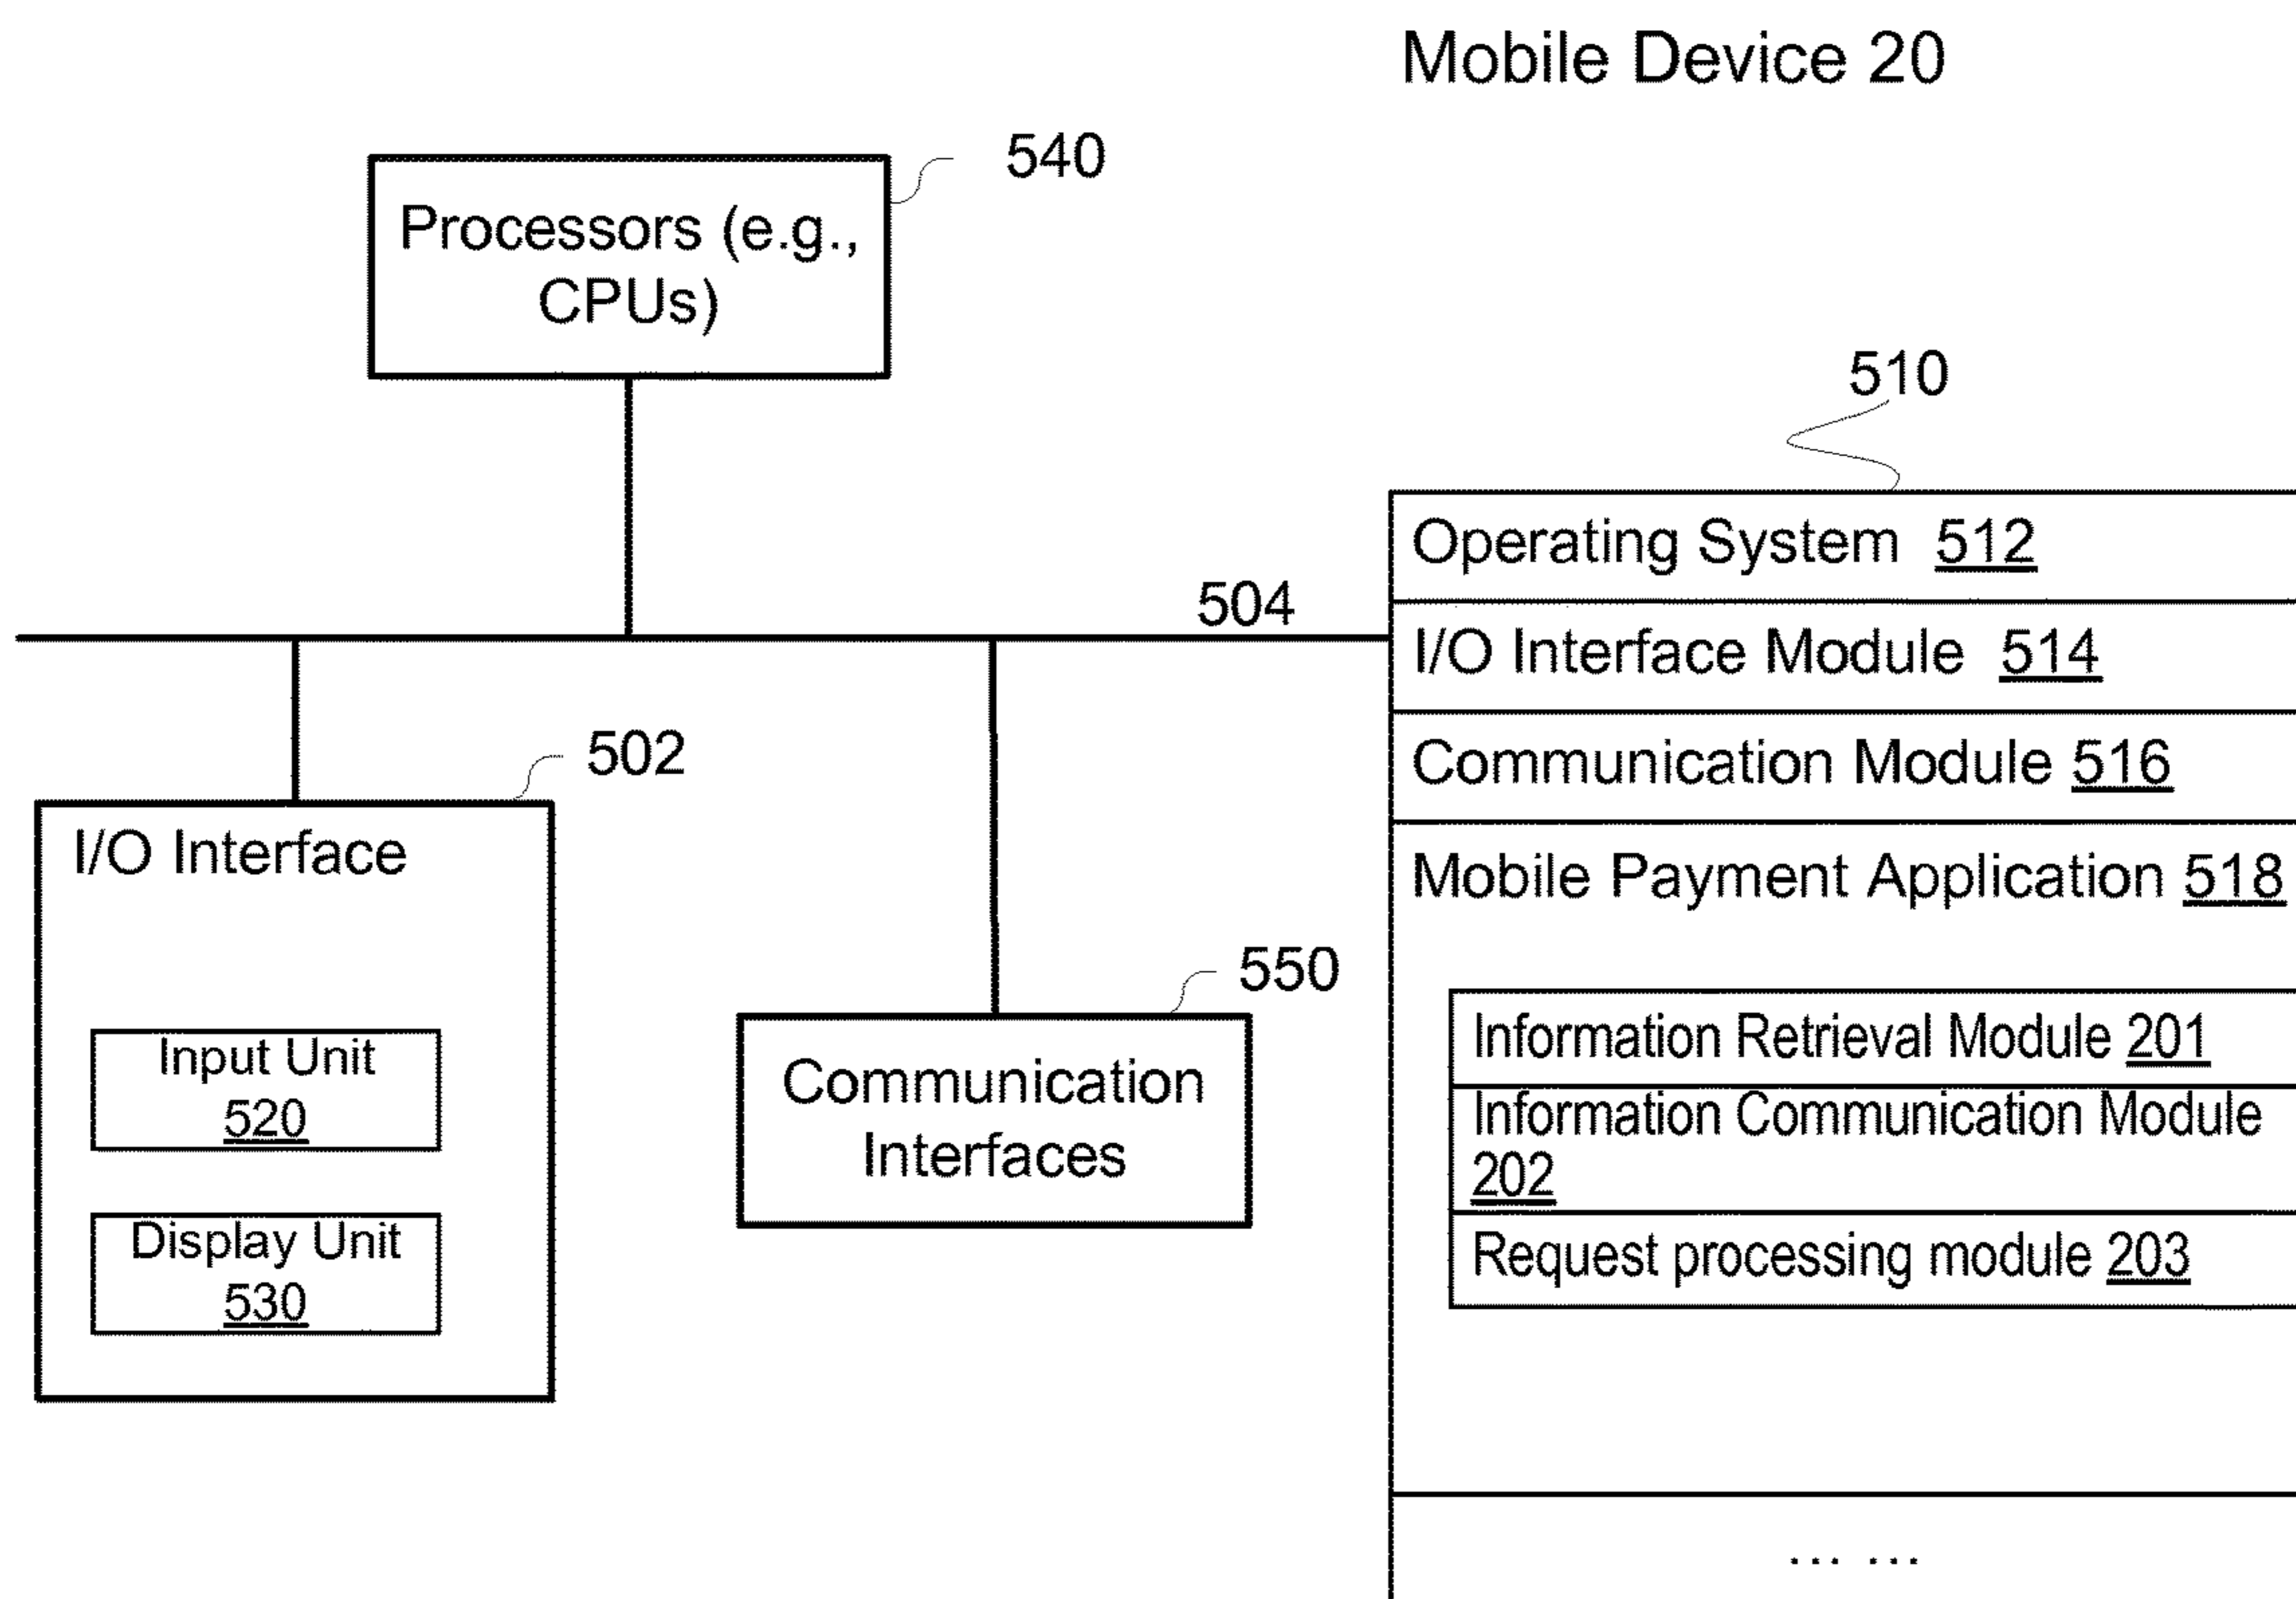 Mobile Device 20
540
Processors (e.g.,
CPUs)
510
504
Operating System 512
I/O Interface Module 514
Communication Module 516
Mobile Payment Application 518
Information Retrieval Module 201
Information Communication Module
202
Request processing module 203
... ...
502
I/O Interface
Input Unit
520
Display Unit
530
550
Communication
Interfaces